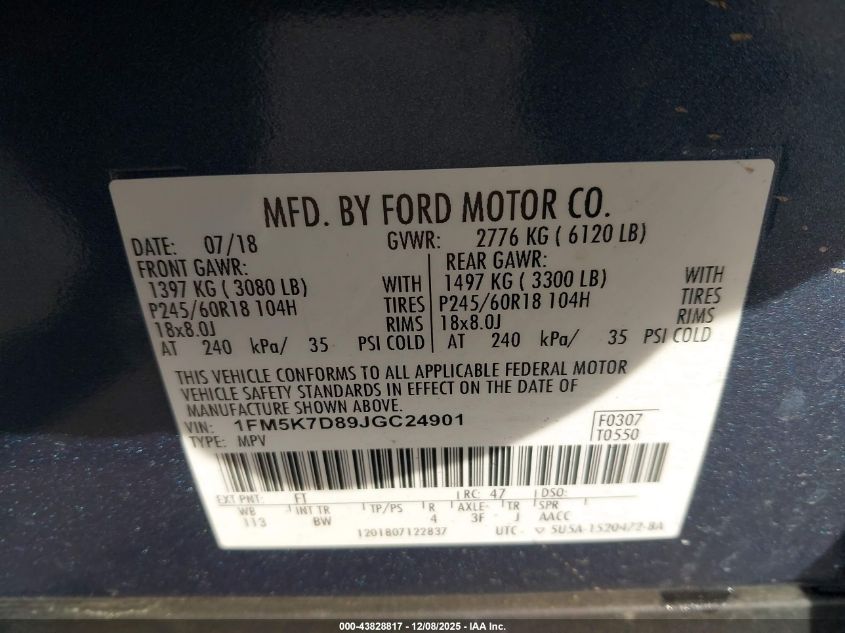 MFD. BY FORD MOTOR CO.
DATE: 07/18 GVWR: 2776 KG ( 6120 LB)
FRONT GAWR: REAR GAWR:
1397 KG ( 3080 LB) WITH 1497 KG ( 3300 LB) WITH
P245/60R18 104H TIRES P245/60R18 104H TIRES
18x8.0J RIMS 18x8.0J RIMS
AT 240 kPa/ 35 PSI COLD AT 240 kPa/ 35 PSI COLD
THIS VEHICLE CONFORMS TO ALL APPLICABLE FEDERAL MOTOR
VEHICLE SAFETY STANDARDS IN EFFECT ON THE DATE OF
MANUFACTURE SHOWN ABOVE.
VIN: 1FM5K7D89JGC24901 F0307
TYPE: MPV T0550
EXT PNT: FT RC: 47 DSO:
WB INT TR TP/PS R AXLE TR SPR
113 BW 4 3F J AACC
1201807122837 UTC 5U5A-1520472-BA
000-43828817 - 12/08/2025 - IAA Inc.